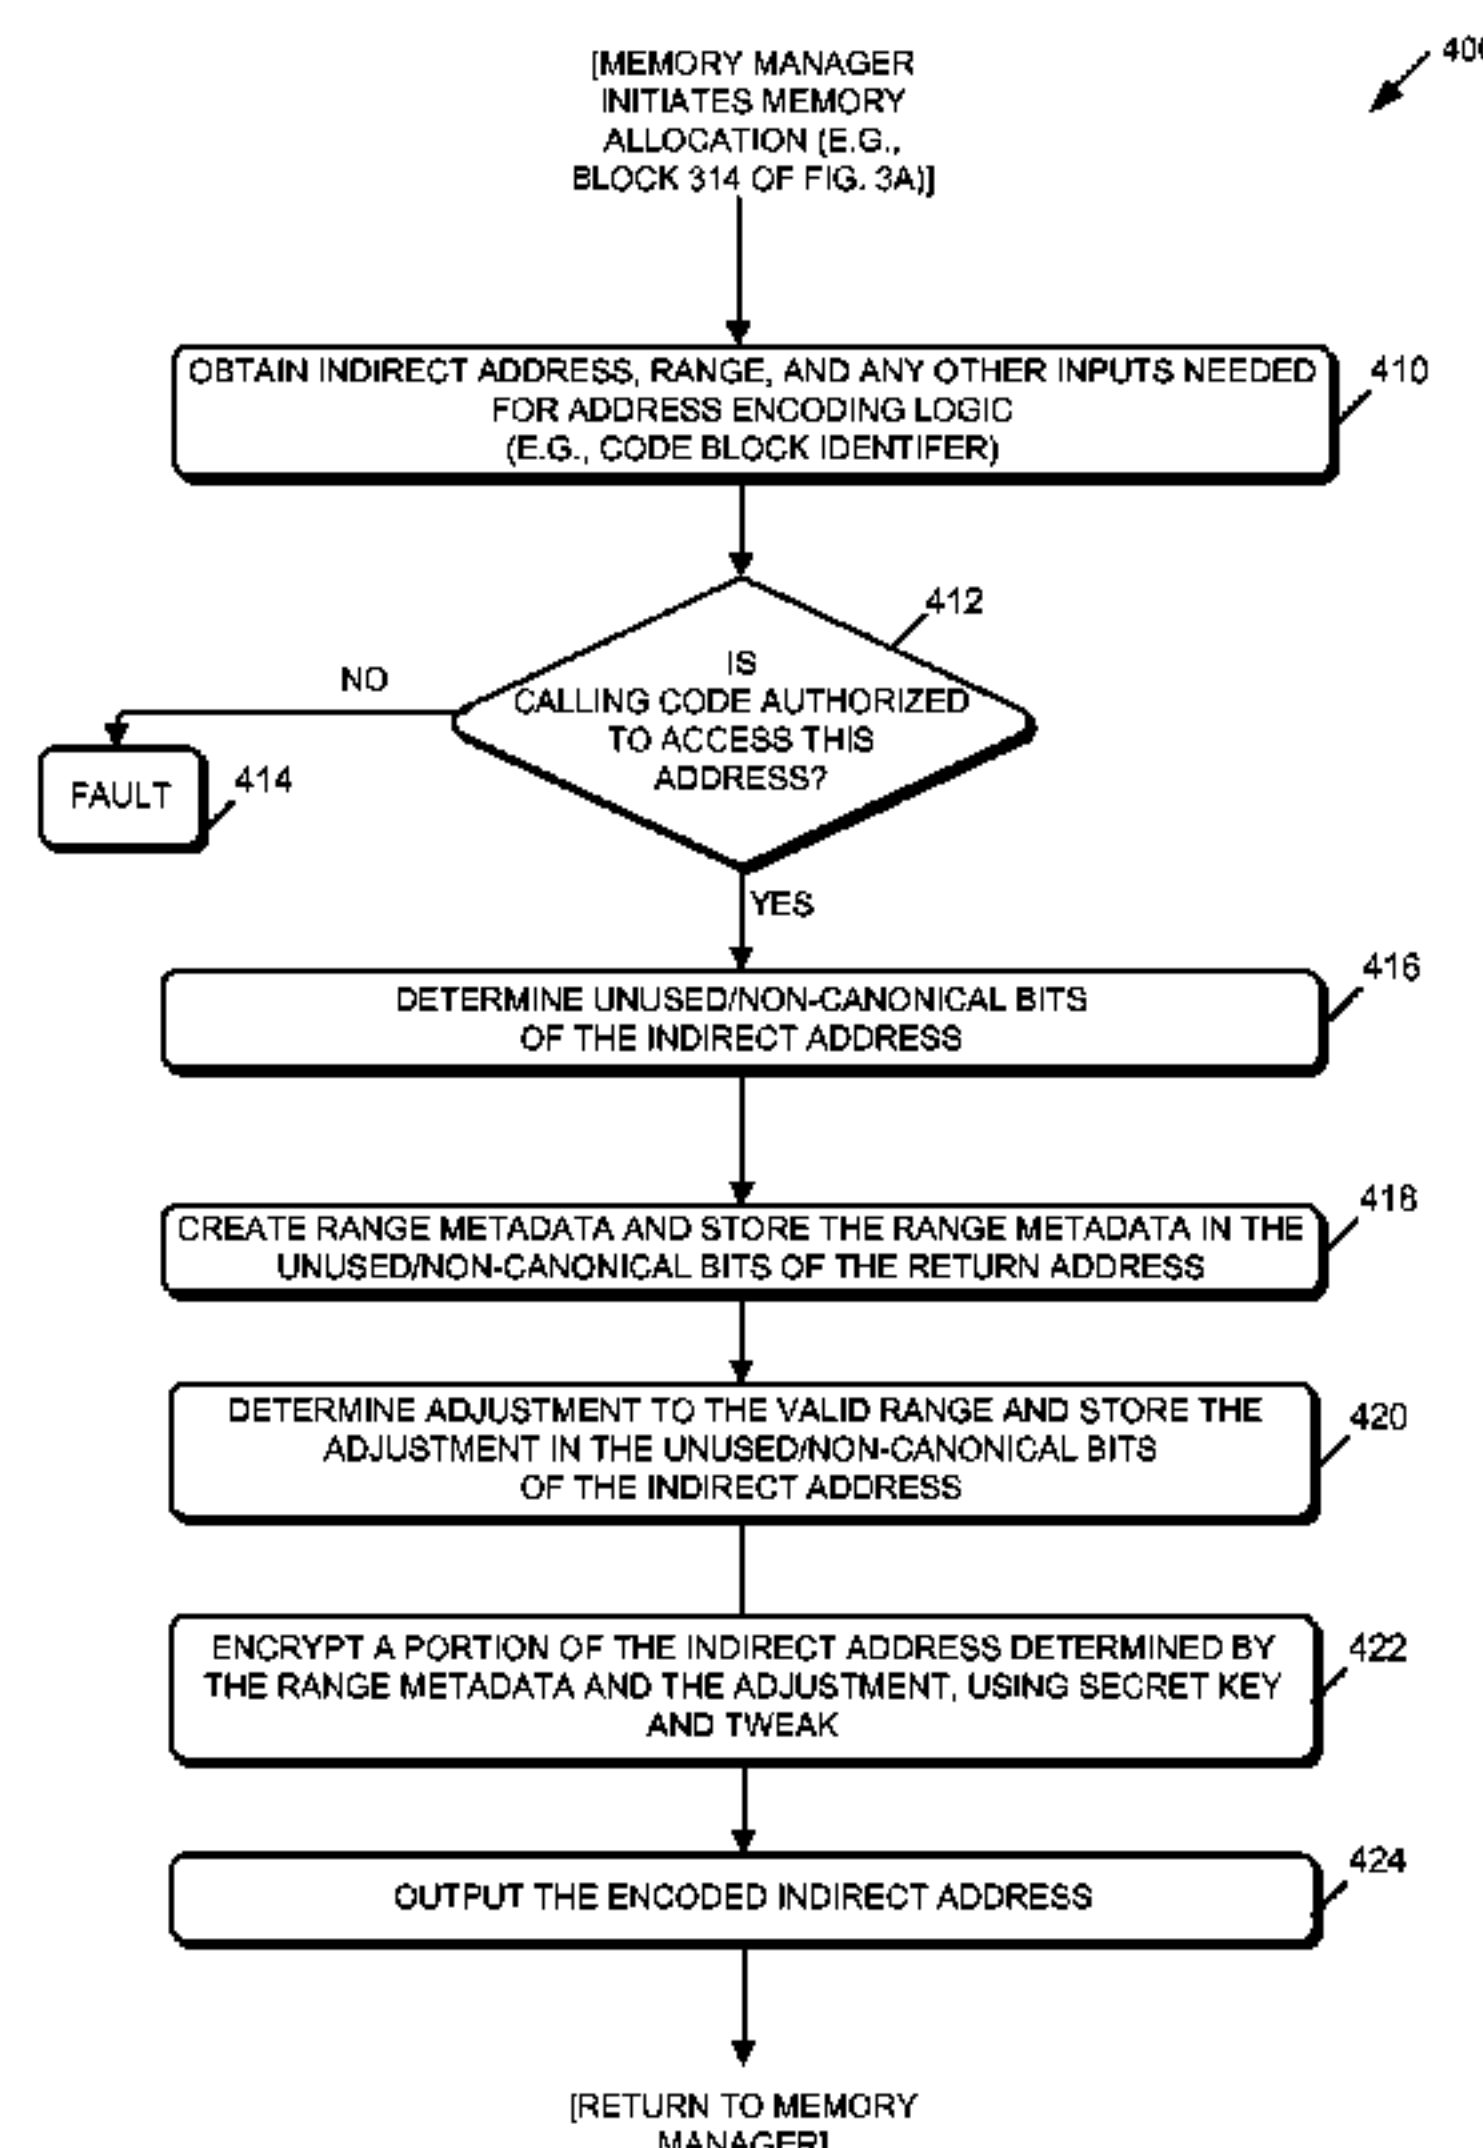 [MEMORY MANAGER
INITIATES MEMORY
ALLOCATION (E.G.,
BLOCK 314 OF FIG. 3A)]
OBTAIN INDIRECT ADDRESS, RANGE, AND ANY OTHER INPUTS NEEDED
FOR ADDRESS ENCODING LOGIC
(E.G., CODE BLOCK IDENTIFER)
410
412
IS
CALLING CODE AUTHORIZED
TO ACCESS THIS
ADDRESS?
NO
FAULT
414
YES
DETERMINE UNUSED/NON-CANONICAL BITS
OF THE INDIRECT ADDRESS
416
CREATE RANGE METADATA AND STORE THE RANGE METADATA IN THE
UNUSED/NON-CANONICAL BITS OF THE RETURN ADDRESS
418
DETERMINE ADJUSTMENT TO THE VALID RANGE AND STORE THE
ADJUSTMENT IN THE UNUSED/NON-CANONICAL BITS
OF THE INDIRECT ADDRESS
420
ENCRYPT A PORTION OF THE INDIRECT ADDRESS DETERMINED BY
THE RANGE METADATA AND THE ADJUSTMENT, USING SECRET KEY
AND TWEAK
422
OUTPUT THE ENCODED INDIRECT ADDRESS
424
[RETURN TO MEMORY
MANAGER]